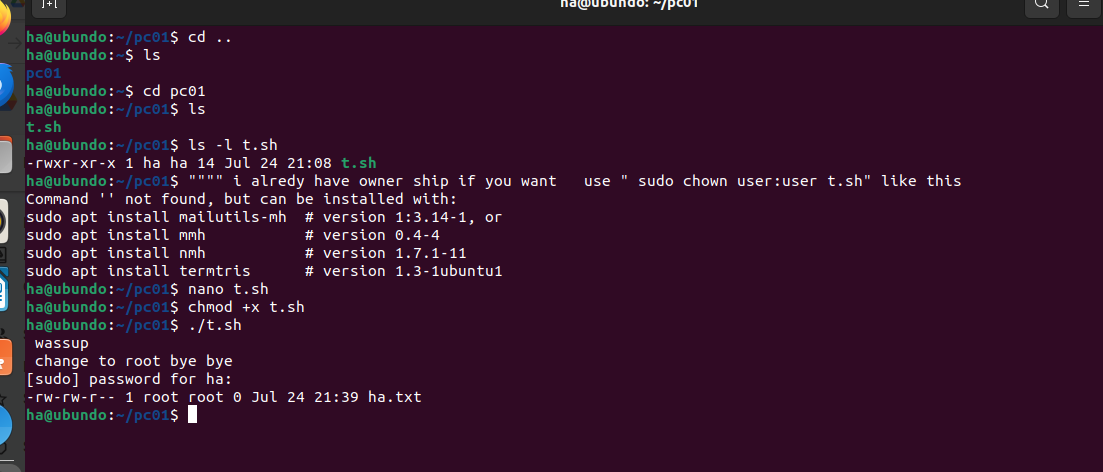 ha@ubundo: ~/pc01
ha@ubundo:~/pc01$ cd ..
ha@ubundo:~$ ls
pc01
ha@ubundo:~$ cd pc01
ha@ubundo:~/pc01$ ls
t.sh
ha@ubundo:~/pc01$ ls -l t.sh
-rwxr-xr-x 1 ha ha 14 Jul 24 21:08 t.sh
ha@ubundo:~/pc01$ """" i alredy have owner ship if you want   use " sudo chown user:user t.sh" like this
Command '' not found, but can be installed with:
sudo apt install mailutils-mh  # version 1:3.14-1, or
sudo apt install mmh           # version 0.4-4
sudo apt install nmh           # version 1.7.1-11
sudo apt install termtris      # version 1.3-1ubuntu1
ha@ubundo:~/pc01$ nano t.sh
ha@ubundo:~/pc01$ chmod +x t.sh
ha@ubundo:~/pc01$ ./t.sh
 wassup
 change to root bye bye
[sudo] password for ha:
-rw-rw-r-- 1 root root 0 Jul 24 21:39 ha.txt
ha@ubundo:~/pc01$